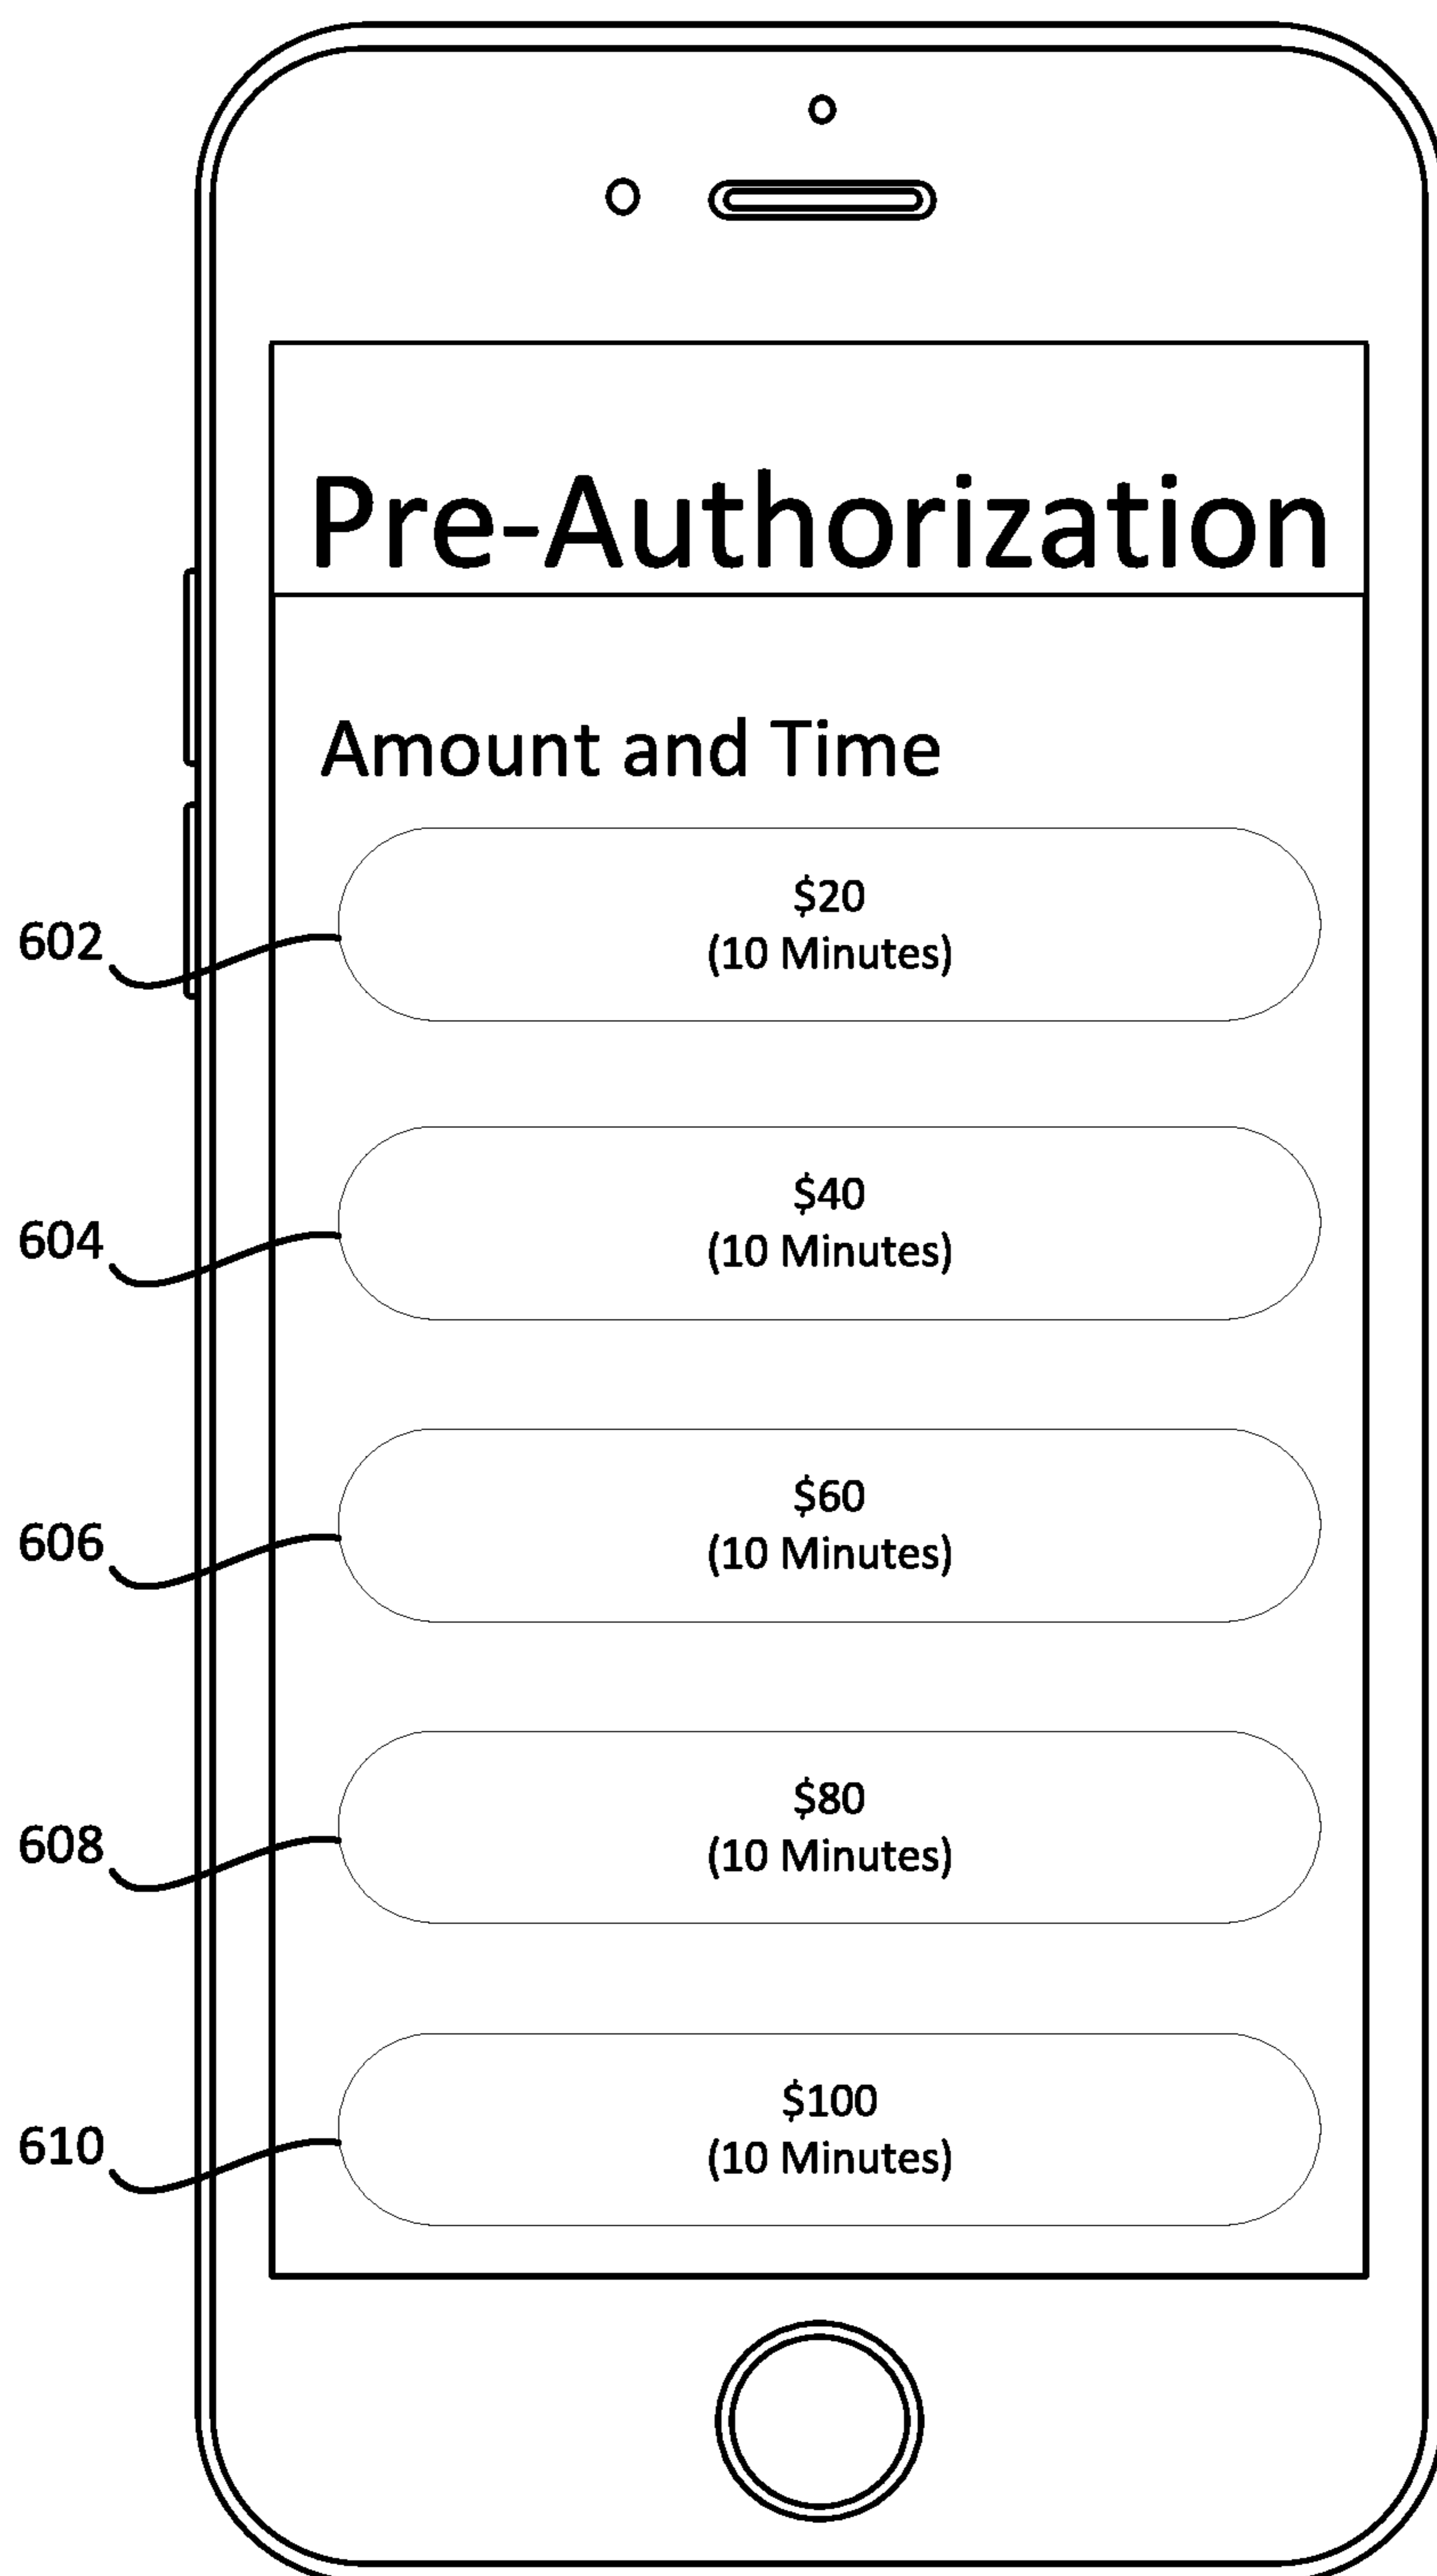 Pre-Authorization
Amount and Time
$20
(10 Minutes)
602
$40
(10 Minutes)
604
$60
(10 Minutes)
606
$80
(10 Minutes)
608
$100
(10 Minutes)
610